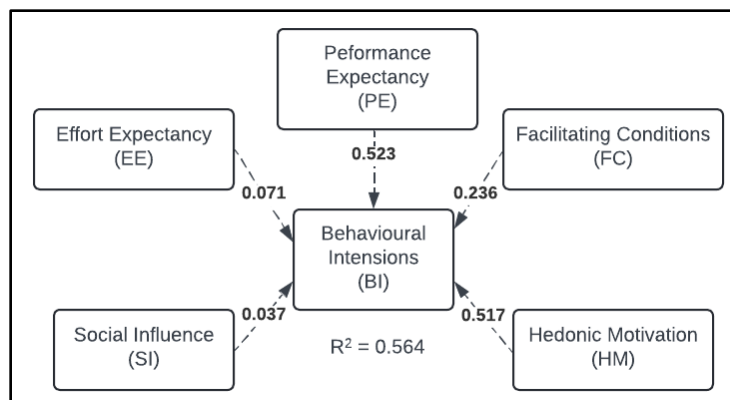 Peformance
Expectancy
(PE)
Effort Expectancy
(EE)
Facilitating Conditions
(FC)
0.523
0.071
0.236
Behavioural
Intensions
(BI)
0.037
0.517
Social Influence
(SI)
R² = 0.564
Hedonic Motivation
(HM)